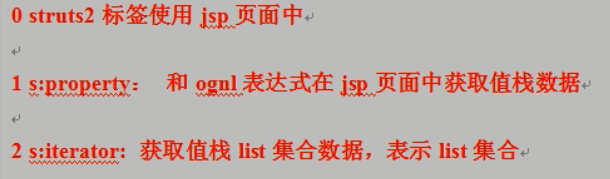 0 struts2 标签使用 jsp 页面中
1 s:property： 和 ognl 表达式在 jsp 页面中获取值栈数据
2 s:iterator: 获取值栈 list 集合数据，表示 list 集合